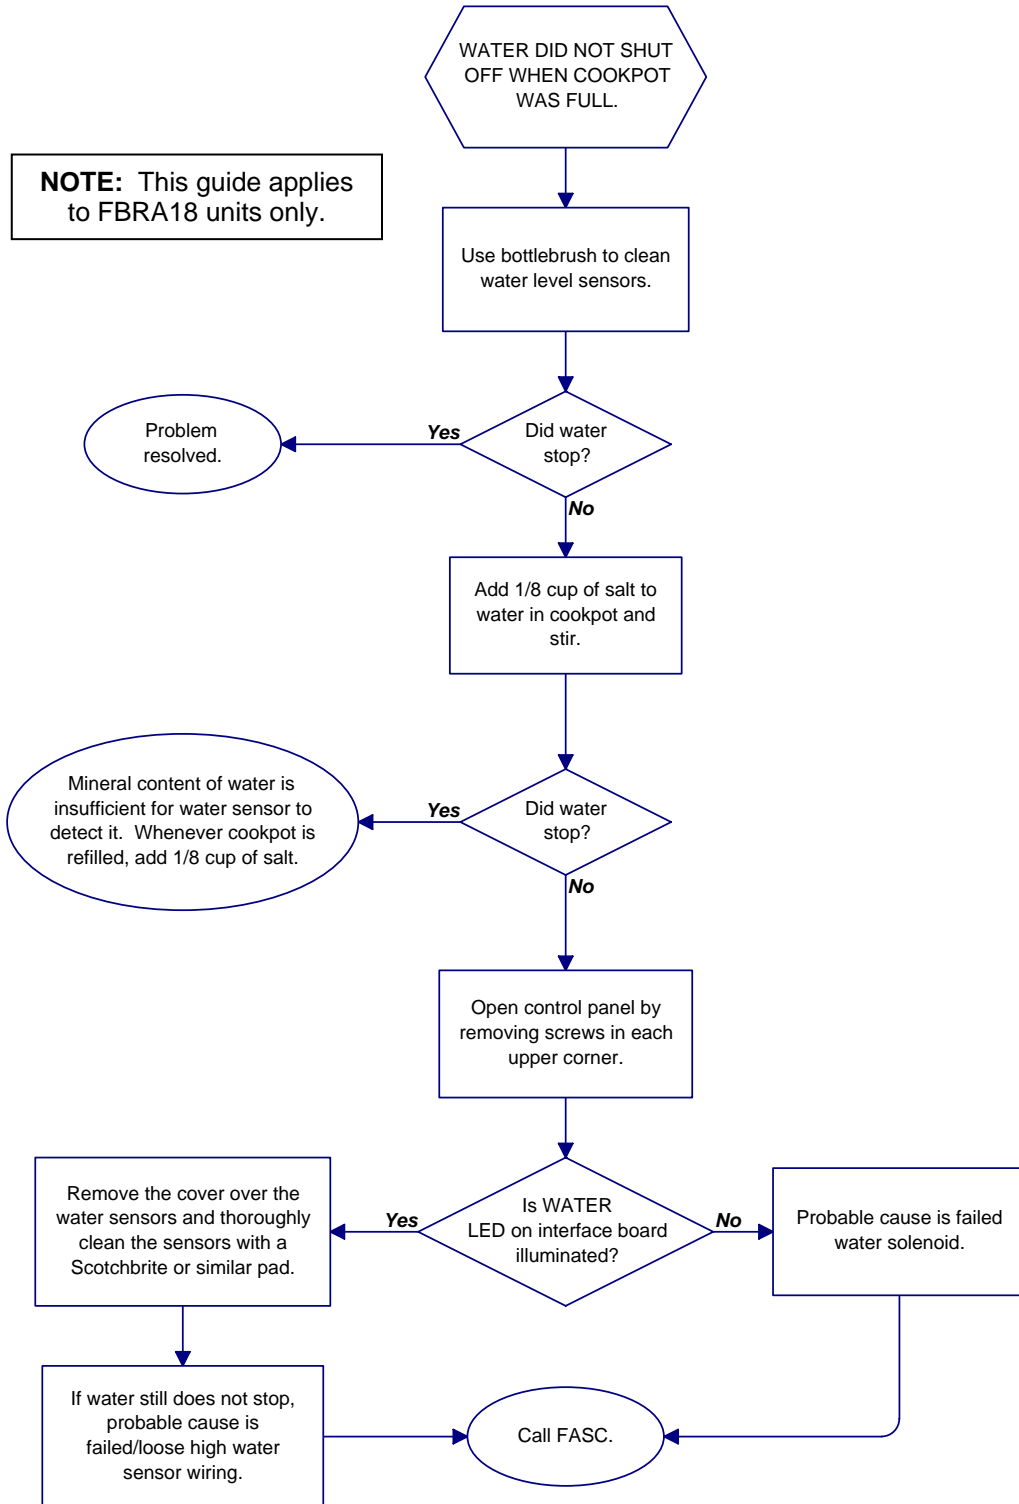 WATER DID NOT SHUT
OFF WHEN COOKPOT
WAS FULL.
NOTE: This guide applies
to FBRA18 units only.
Use bottlebrush to clean
water level sensors.
Did water
stop?
Yes
Problem
resolved.
No
Add 1/8 cup of salt to
water in cookpot and
stir.
Did water
stop?
Yes
Mineral content of water is
insufficient for water sensor to
detect it. Whenever cookpot is
refilled, add 1/8 cup of salt.
No
Open control panel by
removing screws in each
upper corner.
Is WATER
LED on interface board
illuminated?
Yes
Remove the cover over the
water sensors and thoroughly
clean the sensors with a
Scotchbrite or similar pad.
No
Probable cause is failed
water solenoid.
If water still does not stop,
probable cause is
failed/loose high water
sensor wiring.
Call FASC.